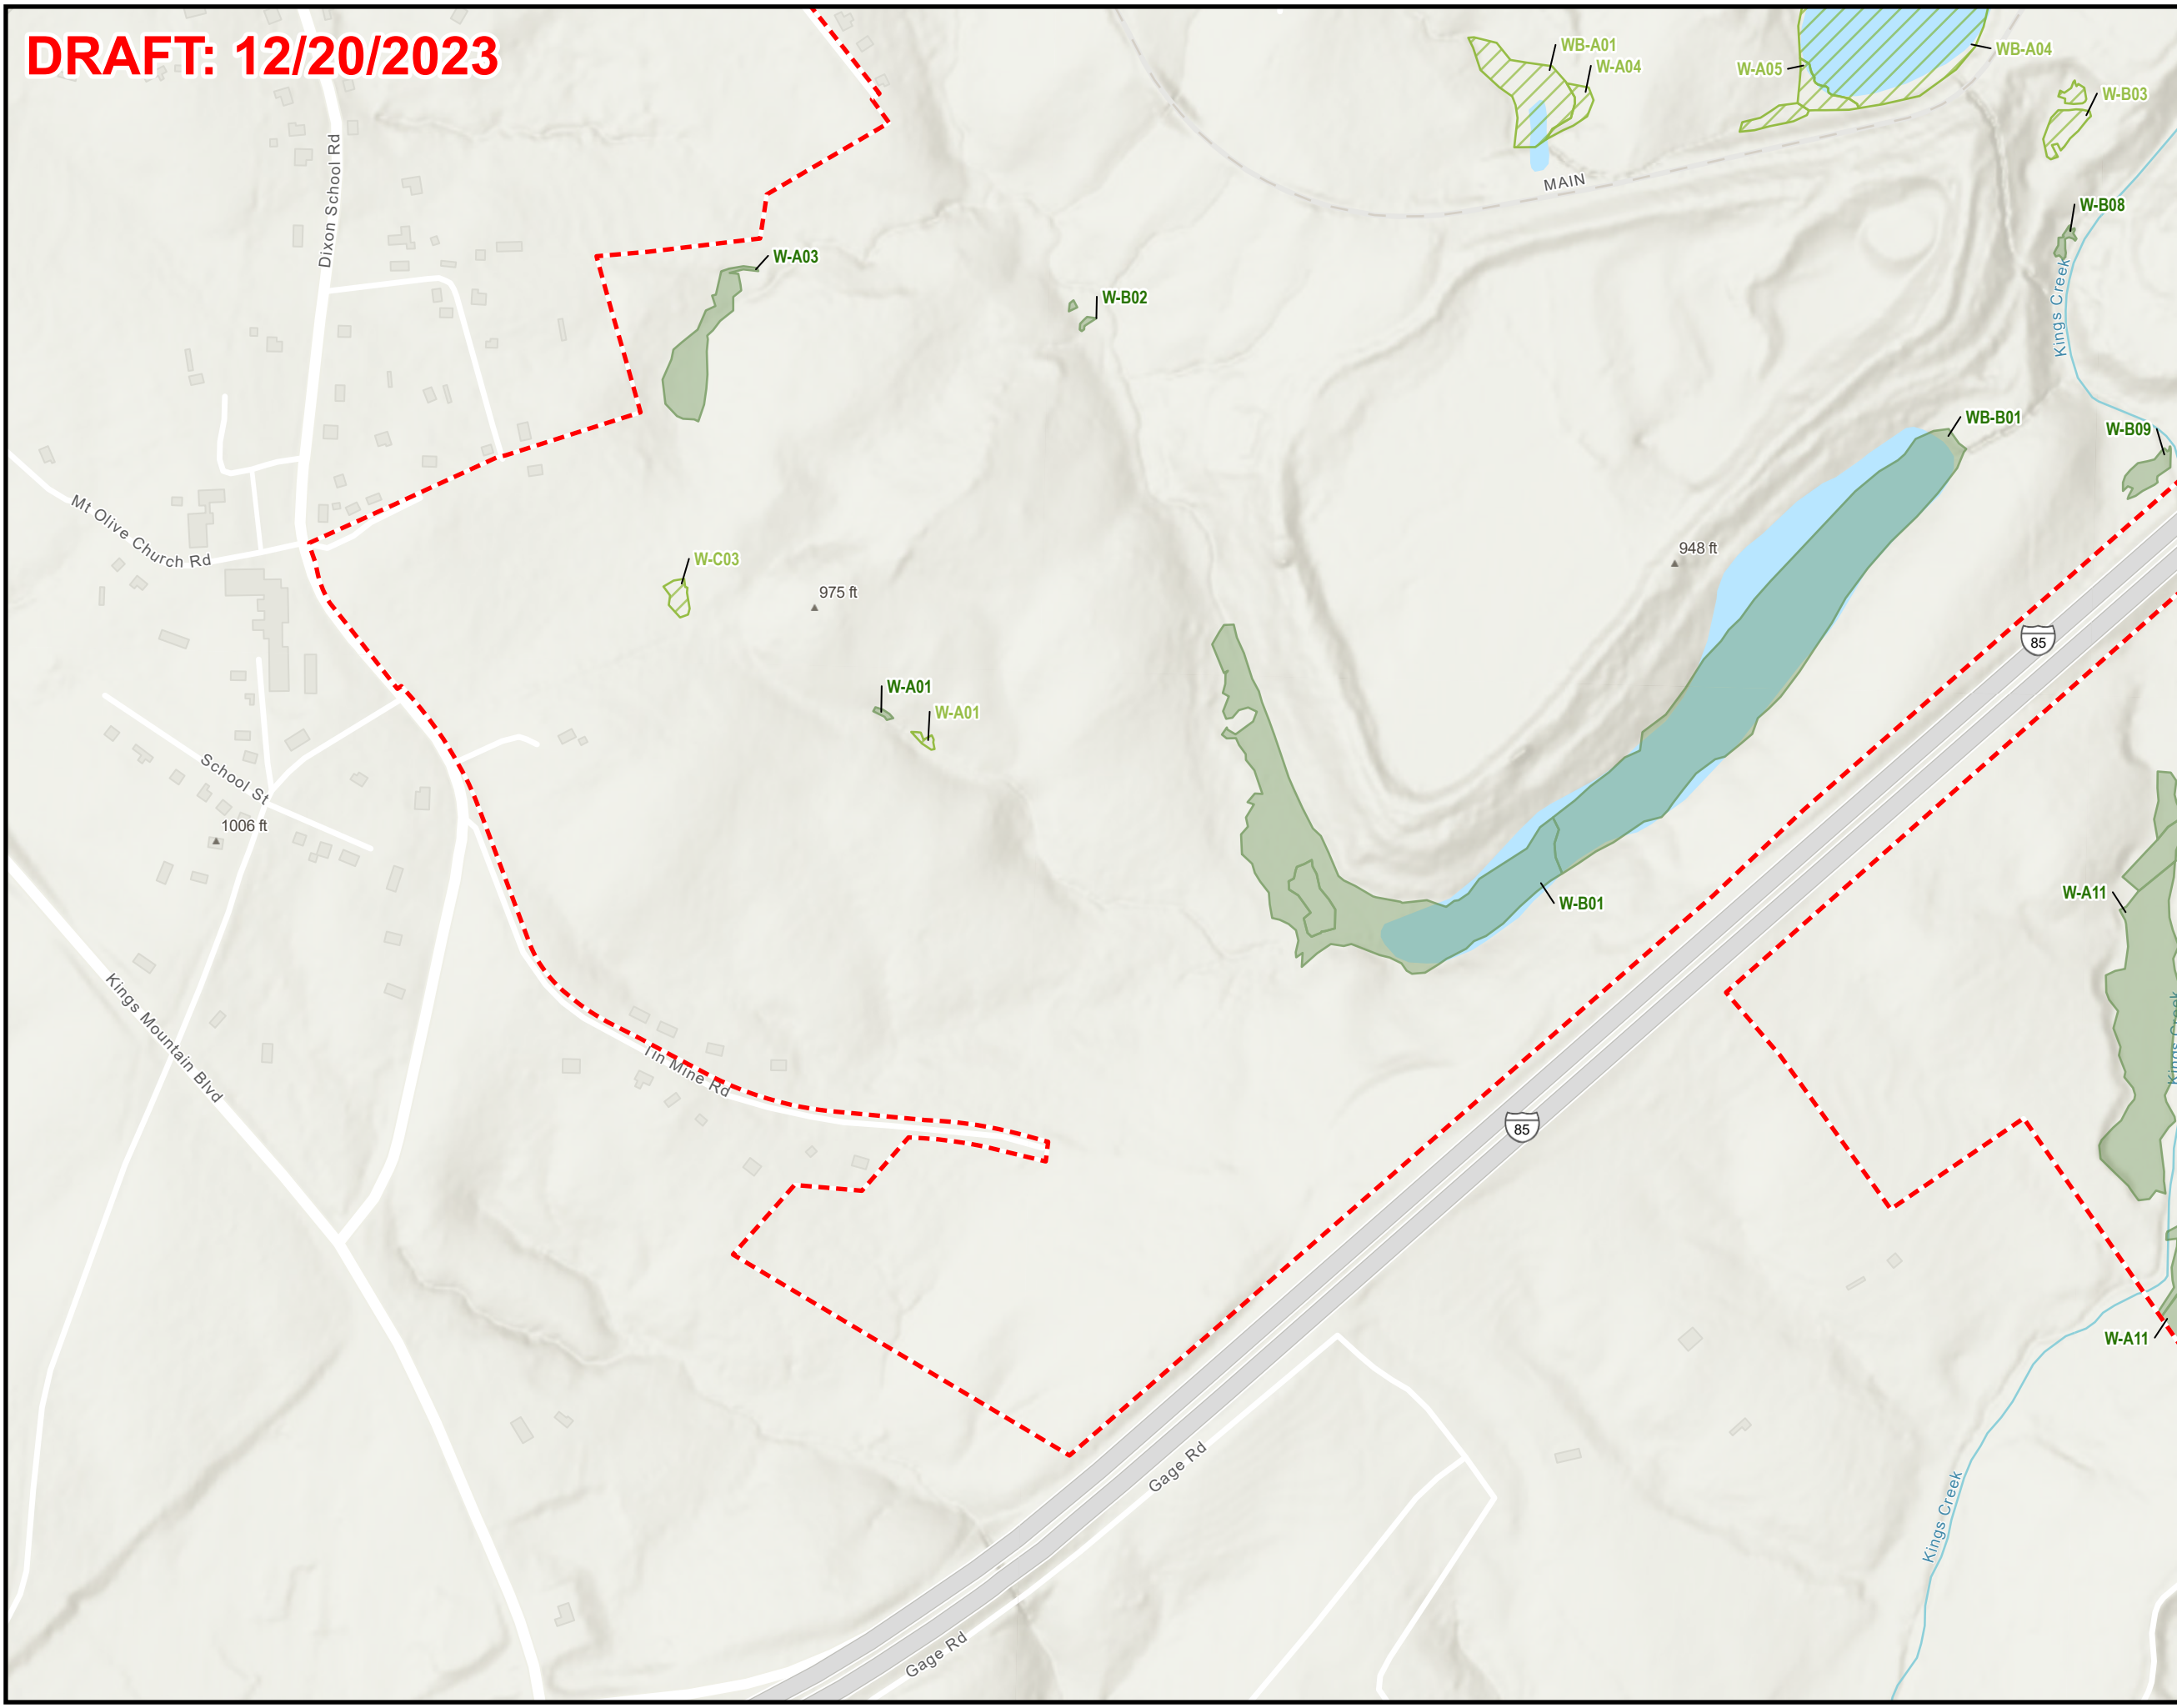 DRAFT: 12/20/2023
WB-A01
W-A04
WB-A04
W-A05
W-B03
MAIN
Dixon School Rd
W-B08
W-A03
Kings Creek
W-B02
WB-B01
W-B09
Mt Olive Church Rd
948 ft
W-C03
975 ft
85
W-A01
W-A01
School St
1006 ft
W-A11
W-B01
Kings Mountain Blvd
Tin Mine Rd
Kings Creek
85
W-A11
Gage Rd
Kings Creek
Gage Rd